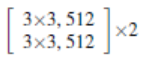 [ 3×3, 512
3×3, 512 ] ×2